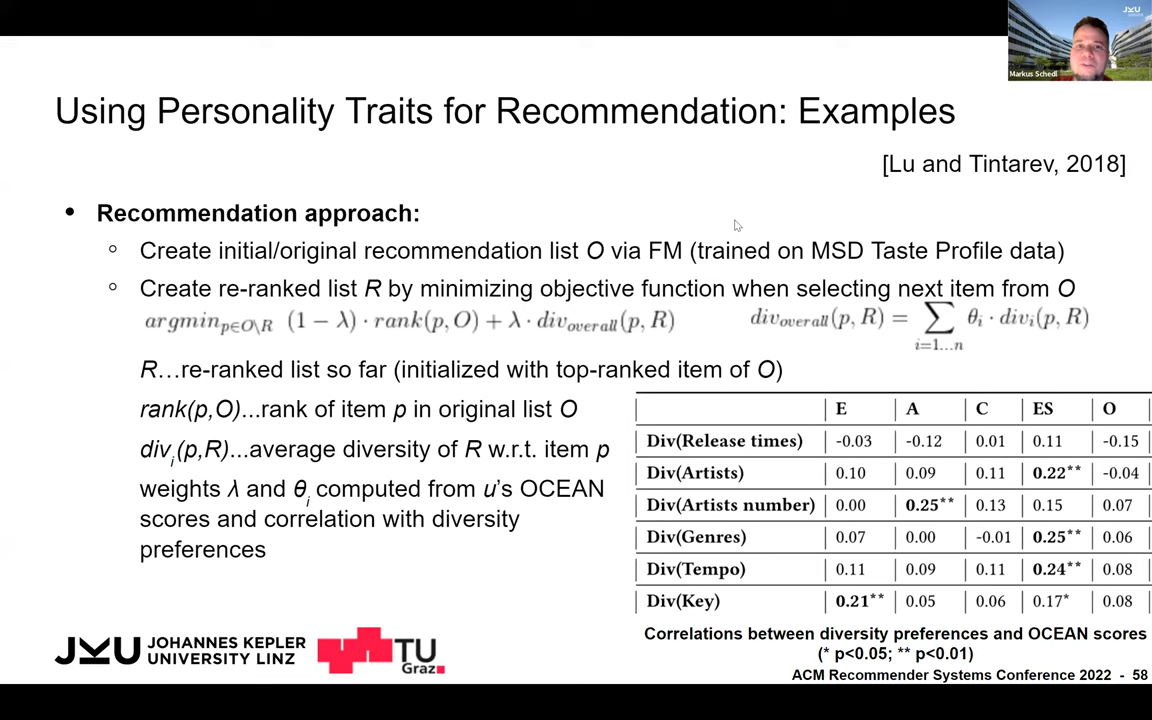 JKU
Markus Schedl
Using Personality Traits for Recommendation: Examples
[Lu and Tintarev, 2018]
• Recommendation approach:
○ Create initial/original recommendation list O via FM (trained on MSD Taste Profile data)
○ Create re-ranked list R by minimizing objective function when selecting next item from O
argmin_{p∈O\R} (1 − λ) · rank(p, O) + λ · div_{overall}(p, R)
div_{overall}(p, R) = ∑_{i=1…n} θ_i · div_i(p, R)
R…re-ranked list so far (initialized with top-ranked item of O)
rank(p,O)...rank of item p in original list O
div_i(p,R)...average diversity of R w.r.t. item p
weights λ and θ_i computed from u's OCEAN
scores and correlation with diversity
preferences
E A C ES O
Div(Release times) -0.03 -0.12 0.01 0.11 -0.15
Div(Artists) 0.10 0.09 0.11 0.22** -0.04
Div(Artists number) 0.00 0.25** 0.13 0.15 0.07
Div(Genres) 0.07 0.00 -0.01 0.25** 0.06
Div(Tempo) 0.11 0.09 0.11 0.24** 0.08
Div(Key) 0.21** 0.05 0.06 0.17* 0.08
Correlations between diversity preferences and OCEAN scores
(* p<0.05; ** p<0.01)
JKU JOHANNES KEPLER
UNIVERSITY LINZ
TU
Graz
ACM Recommender Systems Conference 2022 - 58